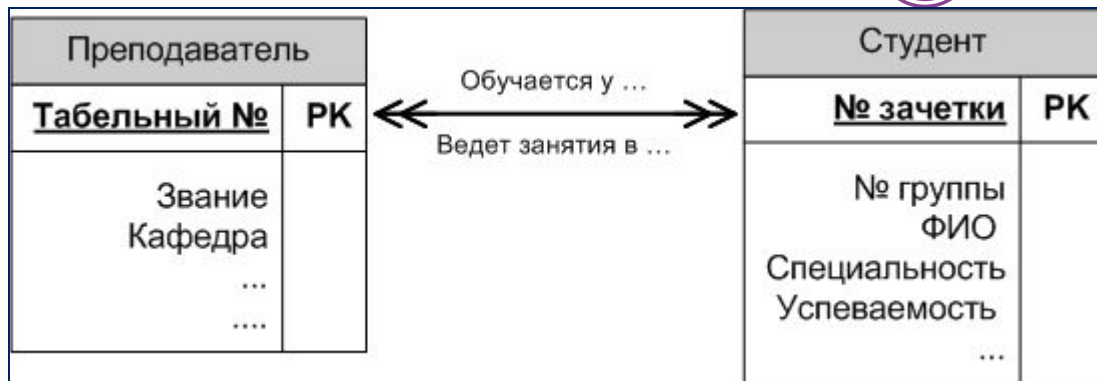 Преподаватель
Табельный № PK
Звание
Кафедра
...
....
Обучается у ...
Ведет занятия в ...
Студент
№ зачетки PK
№ группы
ФИО
Специальность
Успеваемость
...